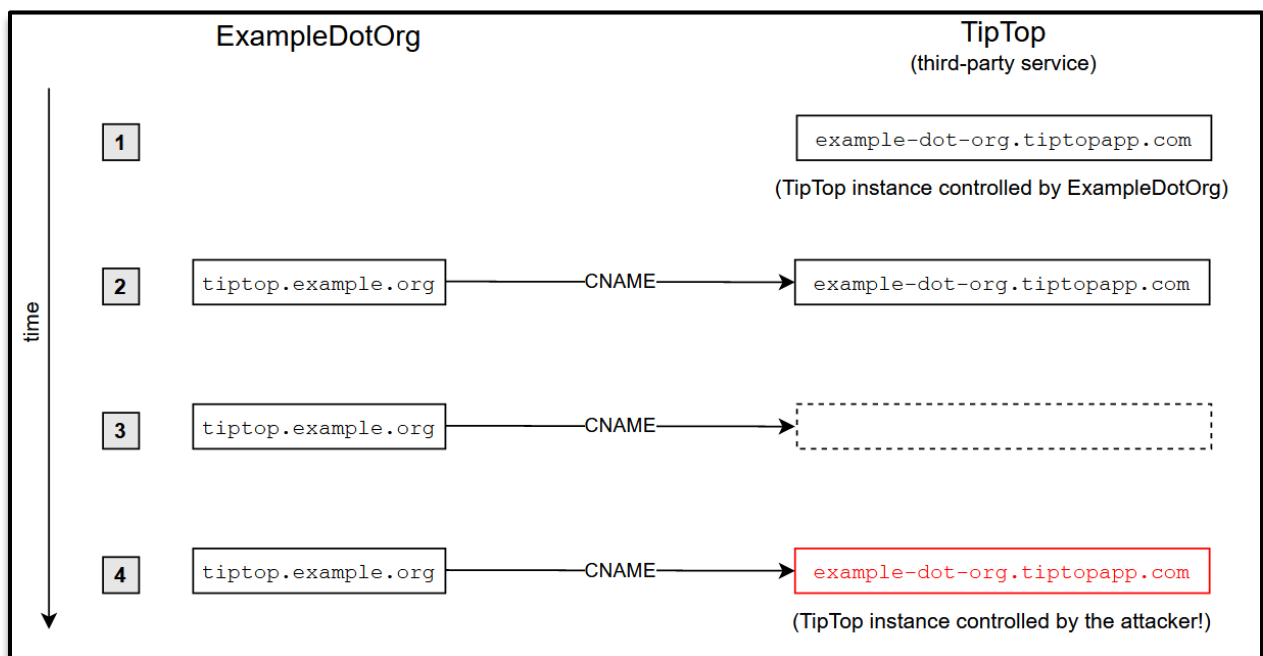 ExampleDotOrg
TipTop
(third-party service)
time
1
example-dot-org.tiptopapp.com
(TipTop instance controlled by ExampleDotOrg)
2
tiptop.example.org
CNAME
example-dot-org.tiptopapp.com
3
tiptop.example.org
CNAME
4
tiptop.example.org
CNAME
example-dot-org.tiptopapp.com
(TipTop instance controlled by the attacker!)